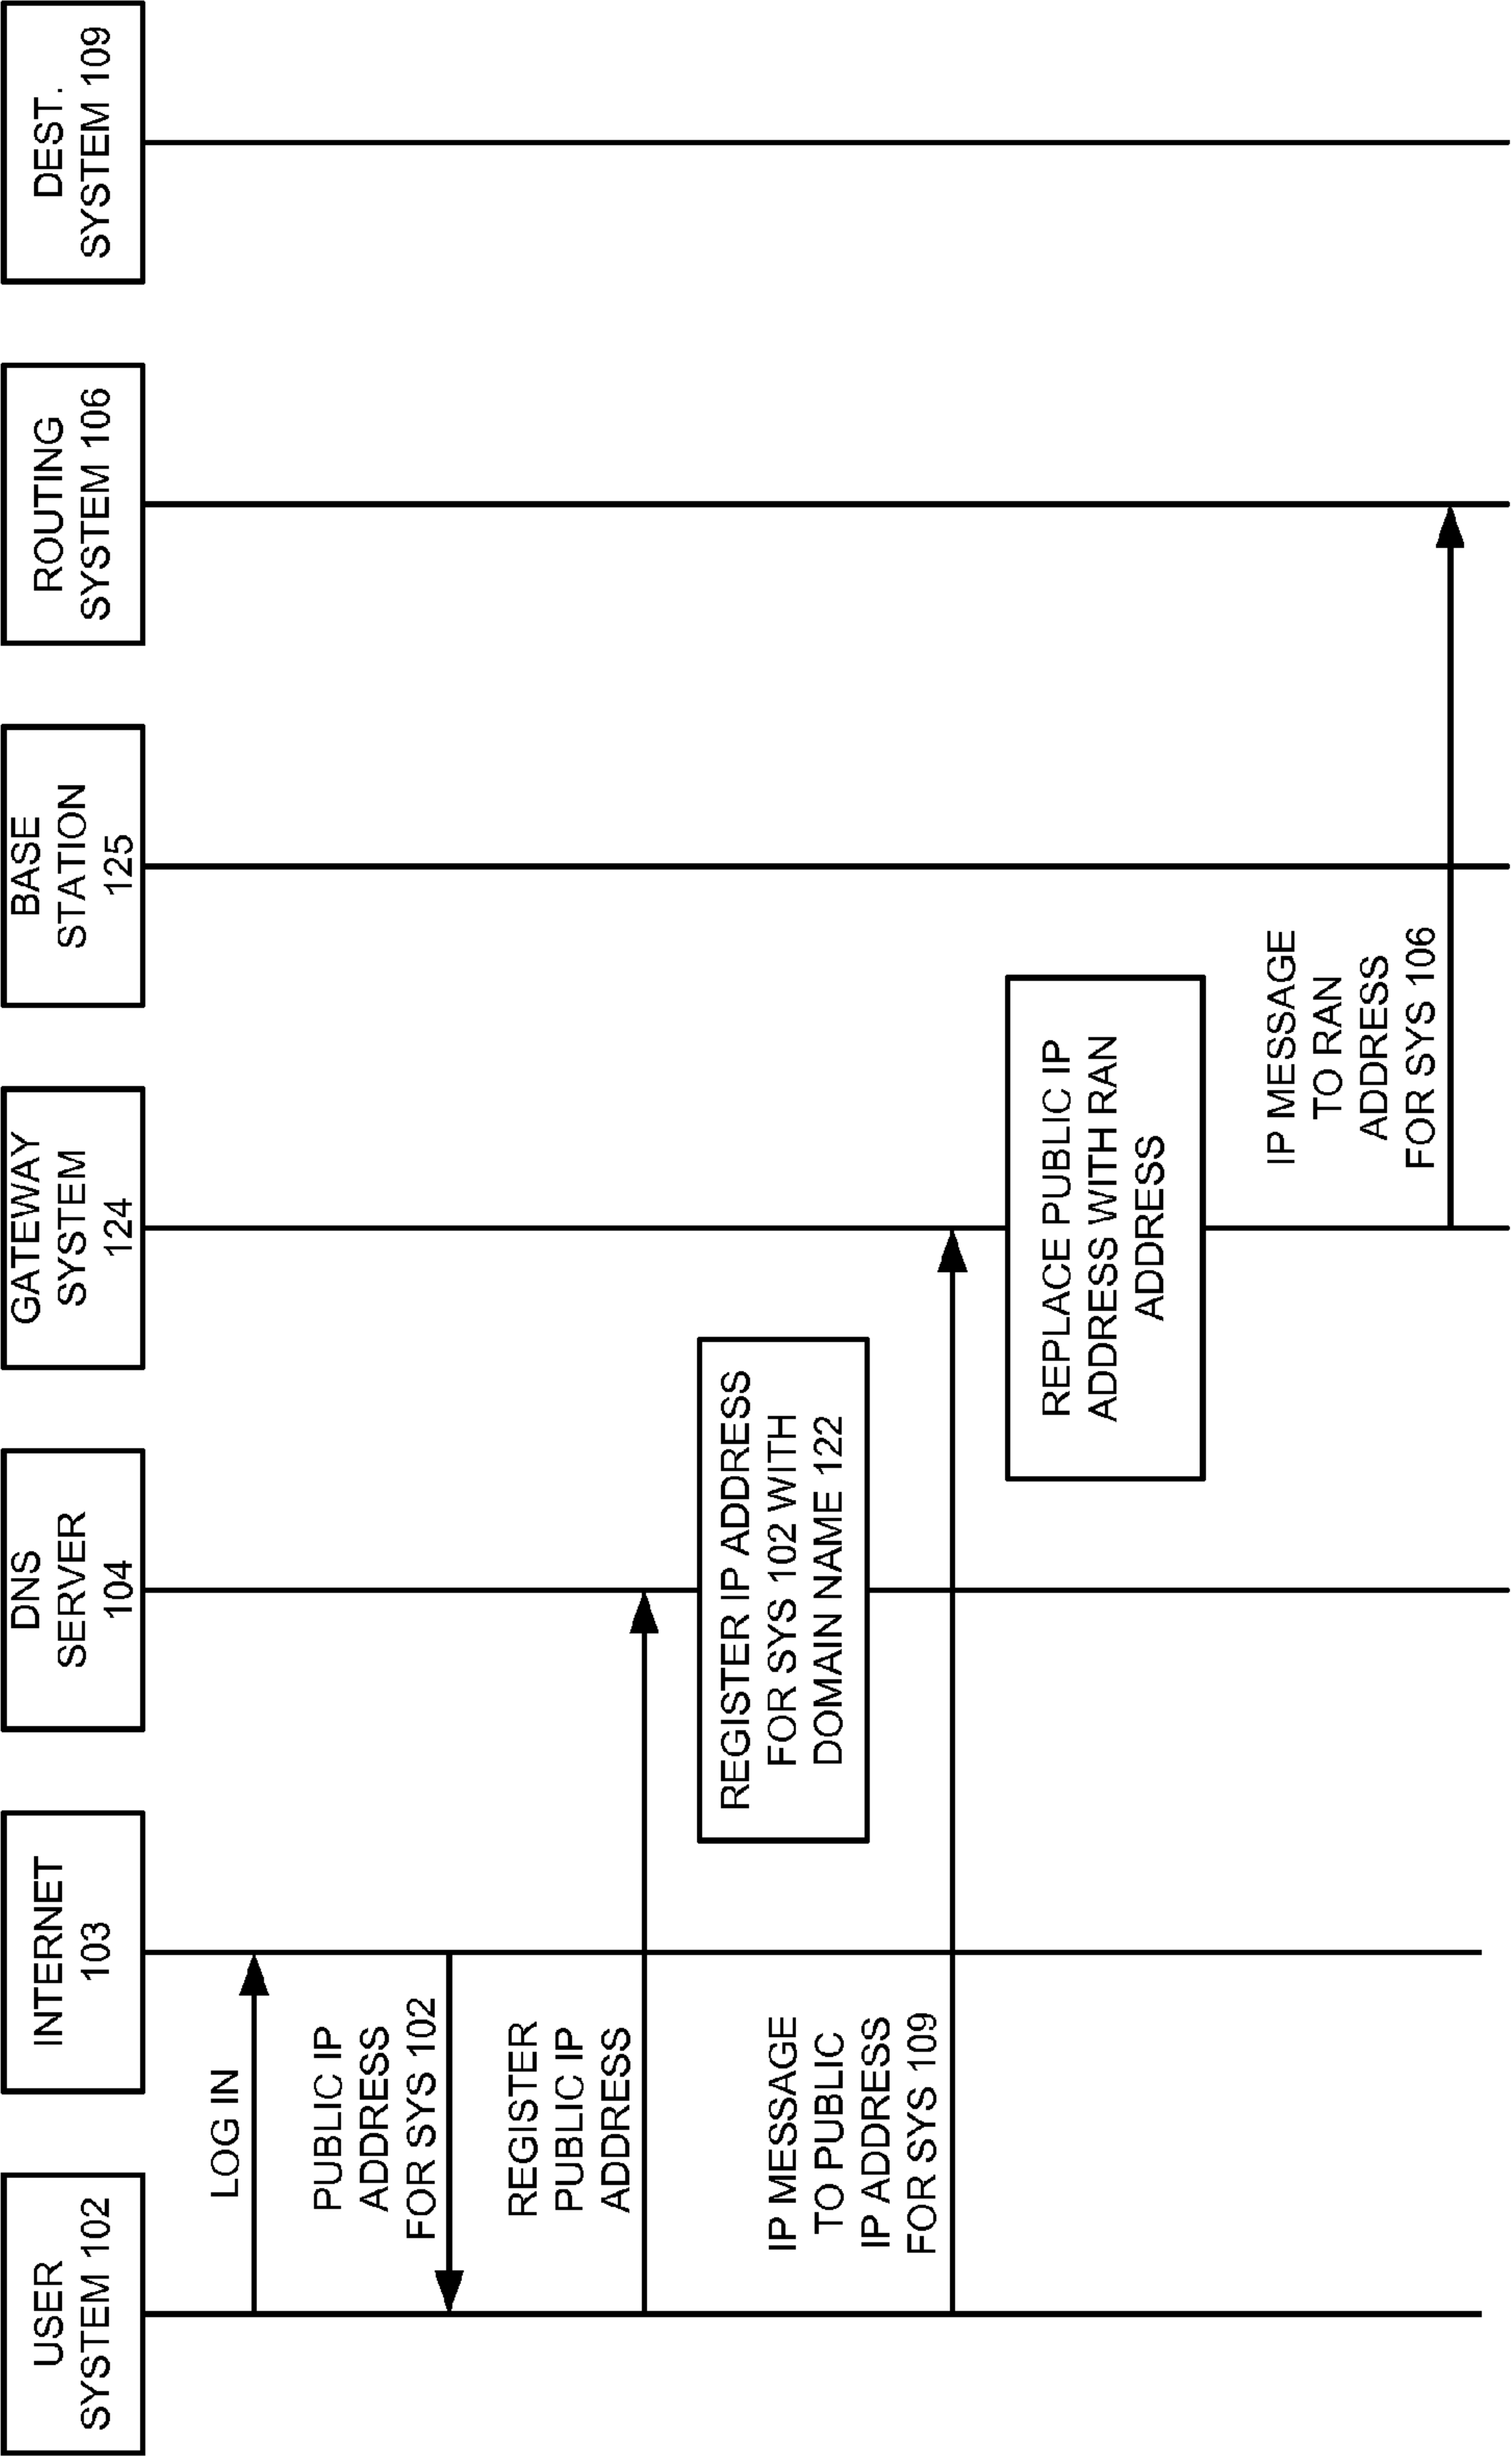 USER
SYSTEM 102
INTERNET
103
DNS
SERVER
104
GATEWAY
SYSTEM
124
BASE
STATION
125
ROUTING
SYSTEM 106
DEST.
SYSTEM 109
LOG IN
PUBLIC IP
ADDRESS
FOR SYS 102
REGISTER
PUBLIC IP
ADDRESS
REGISTER IP ADDRESS
FOR SYS 102 WITH
DOMAIN NAME 122
IP MESSAGE
TO PUBLIC
IP ADDRESS
FOR SYS 109
REPLACE PUBLIC IP
ADDRESS WITH RAN
ADDRESS
IP MESSAGE
TO RAN
ADDRESS
FOR SYS 106